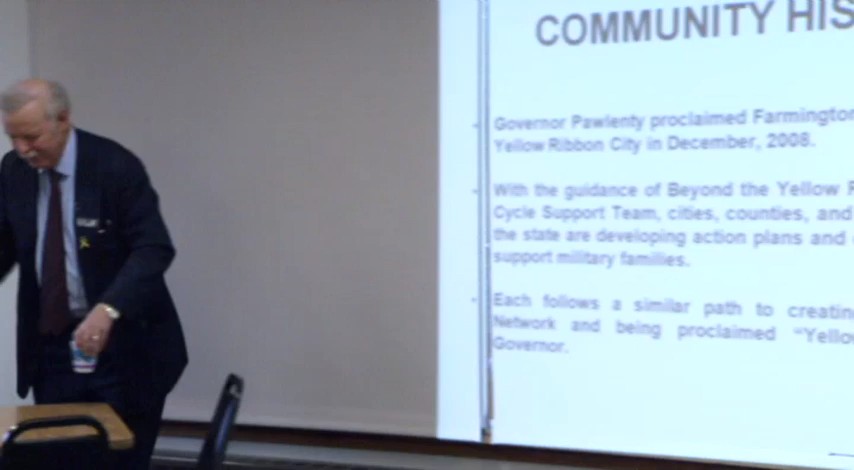 COMMUNITY HIS
Governor Pawlenty proclaimed Farmington
Yellow Ribbon City in December, 2008.
With the guidance of Beyond the Yellow R
Cycle Support Team, cities, counties, and
the state are developing action plans and
support military families.
Each follows a similar path to creatin
Network and being proclaimed "Yello
Governor.